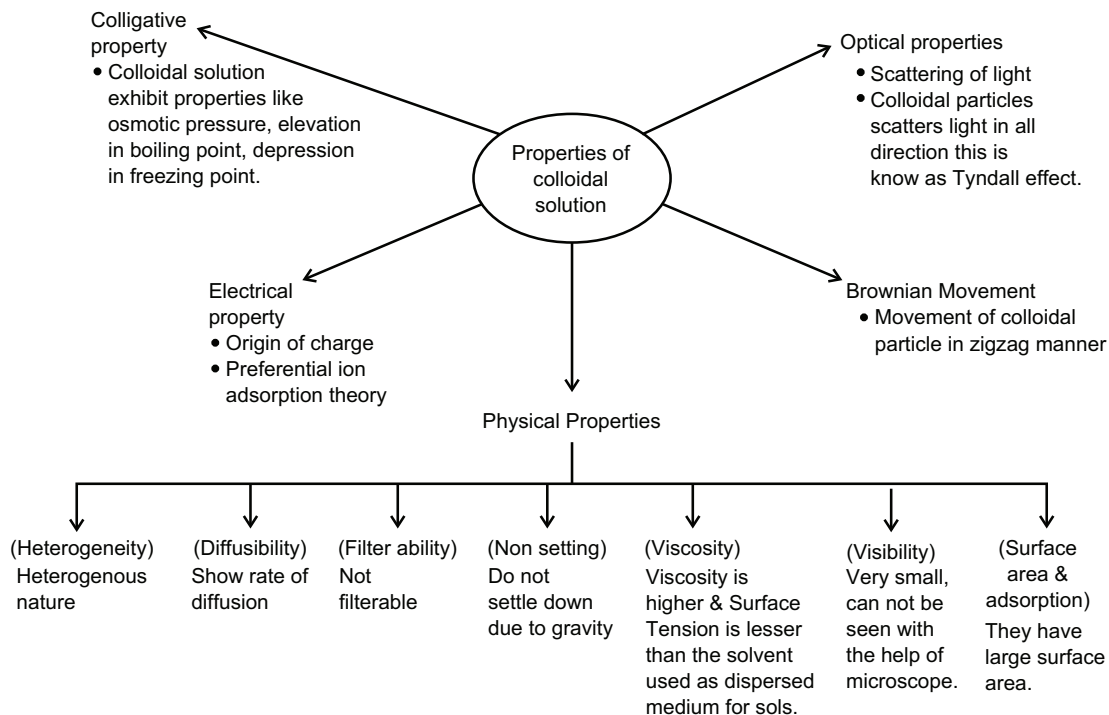 Colligative
property
• Colloidal solution
exhibit properties like
osmotic pressure, elevation
in boiling point, depression
in freezing point.
Optical properties
• Scattering of light
• Colloidal particles
scatters light in all
direction this is
know as Tyndall effect.
Properties of
colloidal
solution
Electrical
property
• Origin of charge
• Preferential ion
adsorption theory
Brownian Movement
• Movement of colloidal
particle in zigzag manner
Physical Properties
(Heterogeneity)
Heterogenous
nature
(Diffusibility)
Show rate of
diffusion
(Filter ability)
Not
filterable
(Non setting)
Do not
settle down
due to gravity
(Viscosity)
Viscosity is
higher & Surface
Tension is lesser
than the solvent
used as dispersed
medium for sols.
(Visibility)
Very small,
can not be
seen with
the help of
microscope.
(Surface
area &
adsorption)
They have
large surface
area.